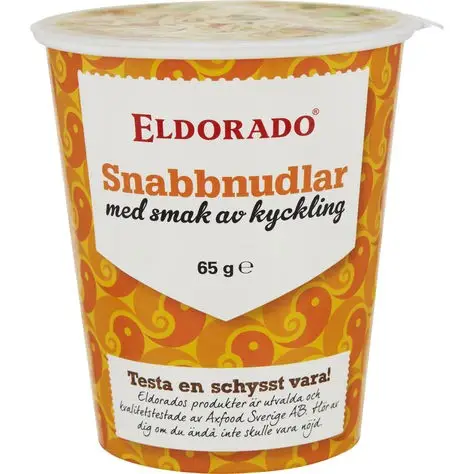 ELDORADO®
Snabbnudlar
med smak av kyckling
65 g ℮
Testa en schysst vara!
Eldorados produkter är utvalda och
kvalitetstestade av Axfood Sverige AB. Hör av
dig om du ändå inte skulle vara nöjd.